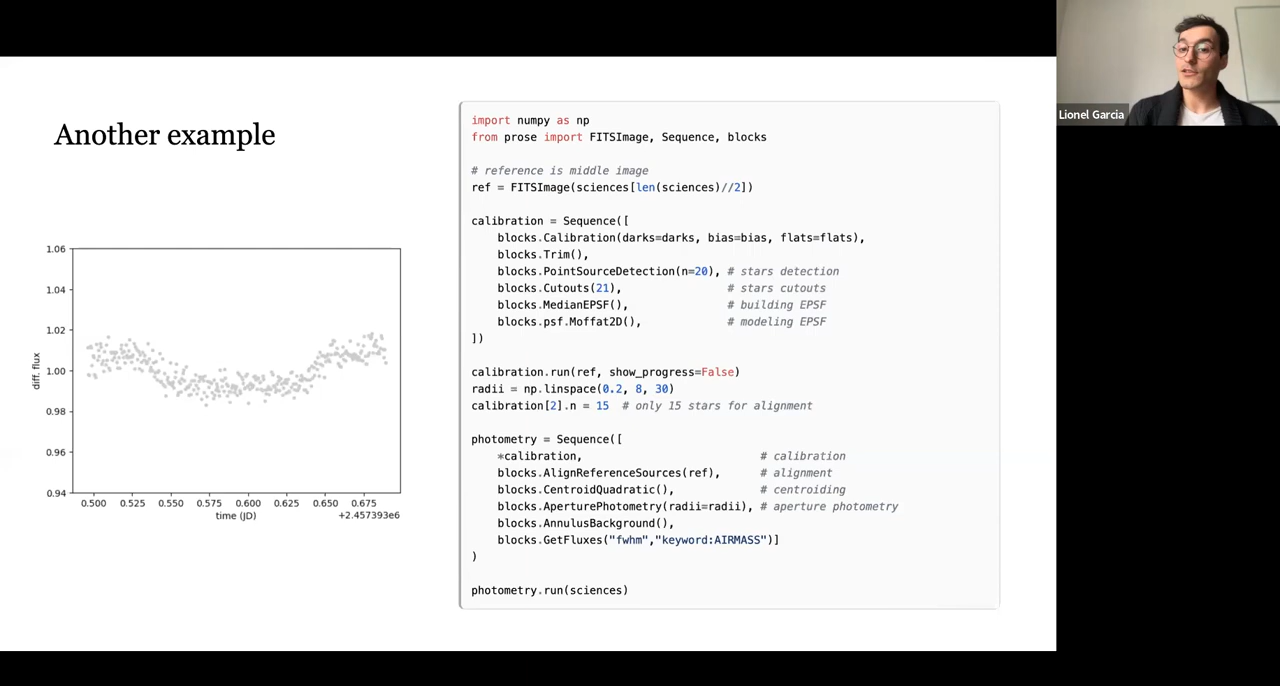 Another example
1.06
1.04
1.02
1.00
0.98
0.96
0.94
diff. flux
0.500 0.525 0.550 0.575 0.600 0.625 0.650 0.675
time (JD)
+2.457393e6
import numpy as np
from prose import FITSImage, Sequence, blocks
# reference is middle image
ref = FITSImage(sciences[len(sciences)//2])
calibration = Sequence([
    blocks.Calibration(darks=darks, bias=bias, flats=flats),
    blocks.Trim(),
    blocks.PointSourceDetection(n=20), # stars detection
    blocks.Cutouts(21),                # stars cutouts
    blocks.MedianEPSF(),               # building EPSF
    blocks.psf.Moffat2D(),             # modeling EPSF
])
calibration.run(ref, show_progress=False)
radii = np.linspace(0.2, 8, 30)
calibration[2].n = 15  # only 15 stars for alignment
photometry = Sequence([
    *calibration,                           # calibration
    blocks.AlignReferenceSources(ref),      # alignment
    blocks.CentroidQuadratic(),             # centroiding
    blocks.AperturePhotometry(radii=radii), # aperture photometry
    blocks.AnnulusBackground(),
    blocks.GetFluxes("fwhm","keyword:AIRMASS")]
)
photometry.run(sciences)
Lionel Garcia